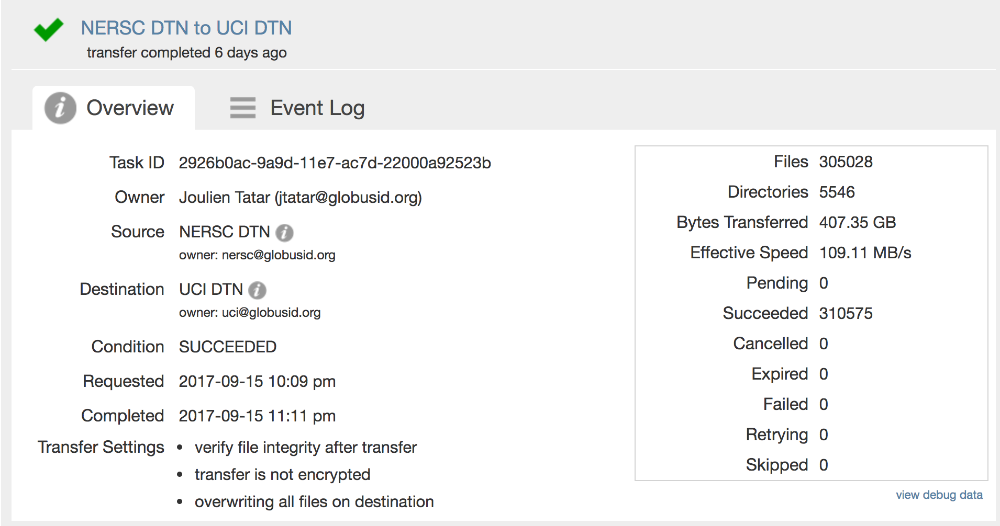 NERSC DTN to UCI DTN
transfer completed 6 days ago
Overview
Event Log
Task ID 2926b0ac-9a9d-11e7-ac7d-22000a92523b
Owner Joulien Tatar (jtatar@globusid.org)
Source NERSC DTN
owner: nersc@globusid.org
Destination UCI DTN
owner: uci@globusid.org
Condition SUCCEEDED
Requested 2017-09-15 10:09 pm
Completed 2017-09-15 11:11 pm
Transfer Settings • verify file integrity after transfer
• transfer is not encrypted
• overwriting all files on destination
Files 305028
Directories 5546
Bytes Transferred 407.35 GB
Effective Speed 109.11 MB/s
Pending 0
Succeeded 310575
Cancelled 0
Expired 0
Failed 0
Retrying 0
Skipped 0
view debug data